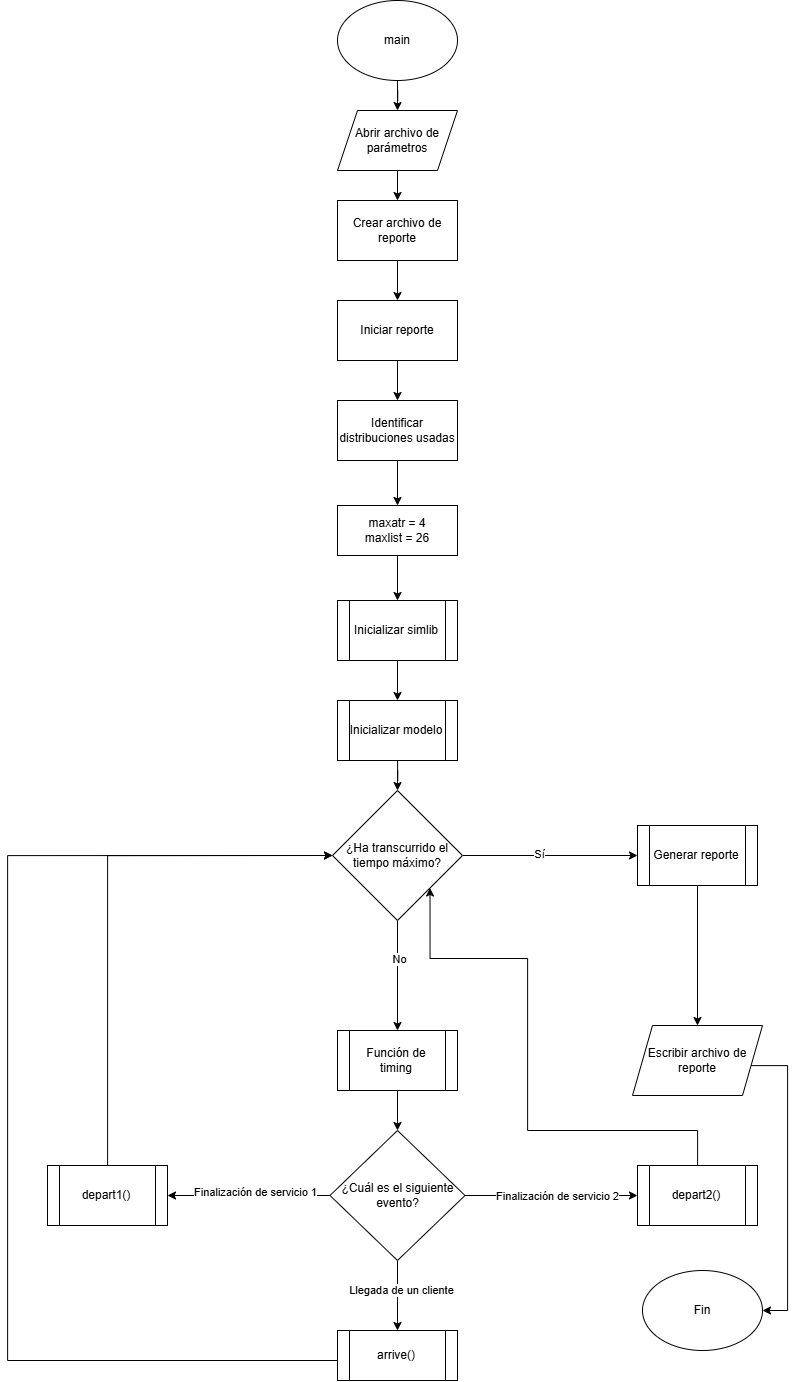 main
Abrir archivo de
parámetros
Crear archivo de
reporte
Iniciar reporte
Identificar
distribuciones usadas
maxatr = 4
maxlist = 26
Inicializar simlib
Inicializar modelo
¿Ha transcurrido el
tiempo máximo?
Sí
Generar reporte
No
Función de
timing
Escribir archivo de
reporte
¿Cuál es el siguiente
evento?
Finalización de servicio 1
depart1()
Finalización de servicio 2
depart2()
Llegada de un cliente
arrive()
Fin